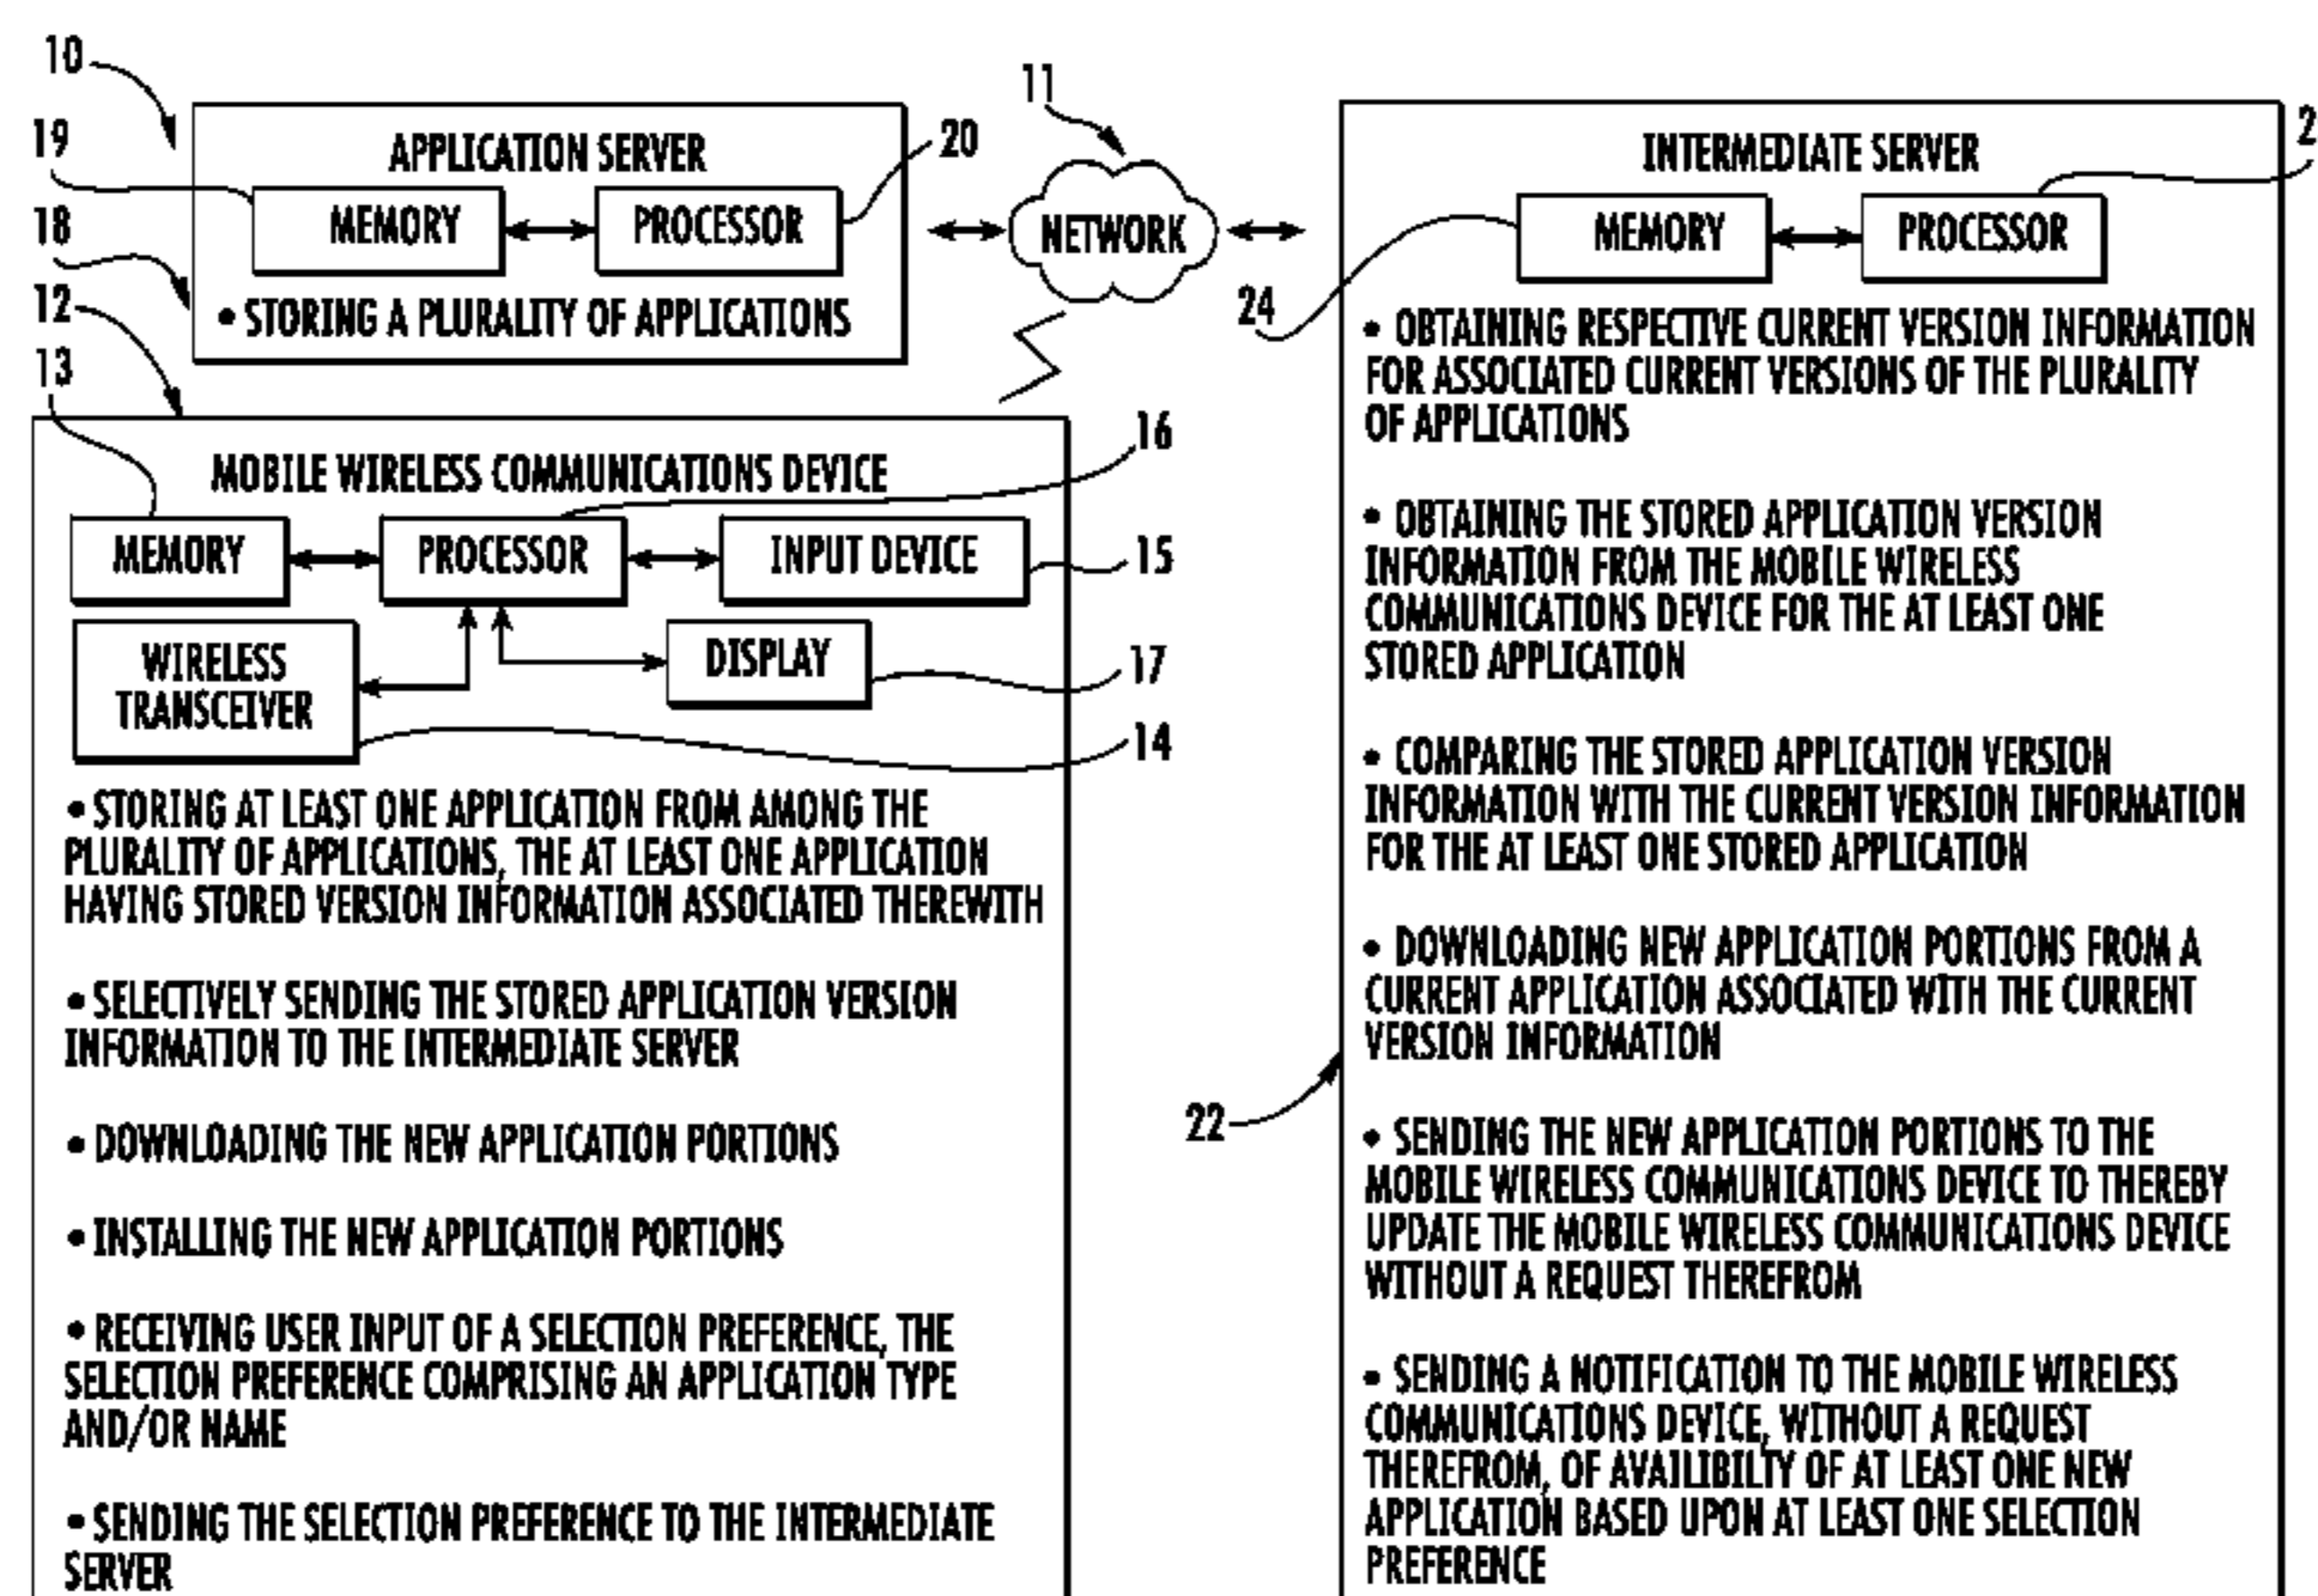 10
19
18
12
13
APPLICATION SERVER
MEMORY
PROCESSOR
20
• STORING A PLURALITY OF APPLICATIONS
11
NETWORK
MOBILE WIRELESS COMMUNICATIONS DEVICE
16
MEMORY
PROCESSOR
INPUT DEVICE
15
WIRELESS
TRANSCEIVER
DISPLAY
17
14
• STORING AT LEAST ONE APPLICATION FROM AMONG THE
PLURALITY OF APPLICATIONS, THE AT LEAST ONE APPLICATION
HAVING STORED VERSION INFORMATION ASSOCIATED THEREWITH
• SELECTIVELY SENDING THE STORED APPLICATION VERSION
INFORMATION TO THE INTERMEDIATE SERVER
• DOWNLOADING THE NEW APPLICATION PORTIONS
• INSTALLING THE NEW APPLICATION PORTIONS
• RECEIVING USER INPUT OF A SELECTION PREFERENCE, THE
SELECTION PREFERENCE COMPRISING AN APPLICATION TYPE
AND/OR NAME
• SENDING THE SELECTION PREFERENCE TO THE INTERMEDIATE
SERVER
INTERMEDIATE SERVER
2
MEMORY
PROCESSOR
24
• OBTAINING RESPECTIVE CURRENT VERSION INFORMATION
FOR ASSOCIATED CURRENT VERSIONS OF THE PLURALITY
OF APPLICATIONS
• OBTAINING THE STORED APPLICATION VERSION
INFORMATION FROM THE MOBILE WIRELESS
COMMUNICATIONS DEVICE FOR THE AT LEAST ONE
STORED APPLICATION
• COMPARING THE STORED APPLICATION VERSION
INFORMATION WITH THE CURRENT VERSION INFORMATION
FOR THE AT LEAST ONE STORED APPLICATION
• DOWNLOADING NEW APPLICATION PORTIONS FROM A
CURRENT APPLICATION ASSOCIATED WITH THE CURRENT
VERSION INFORMATION
22
• SENDING THE NEW APPLICATION PORTIONS TO THE
MOBILE WIRELESS COMMUNICATIONS DEVICE TO THEREBY
UPDATE THE MOBILE WIRELESS COMMUNICATIONS DEVICE
WITHOUT A REQUEST THEREFROM
• SENDING A NOTIFICATION TO THE MOBILE WIRELESS
COMMUNICATIONS DEVICE, WITHOUT A REQUEST
THEREFROM, OF AVAILIBILTY OF AT LEAST ONE NEW
APPLICATION BASED UPON AT LEAST ONE SELECTION
PREFERENCE